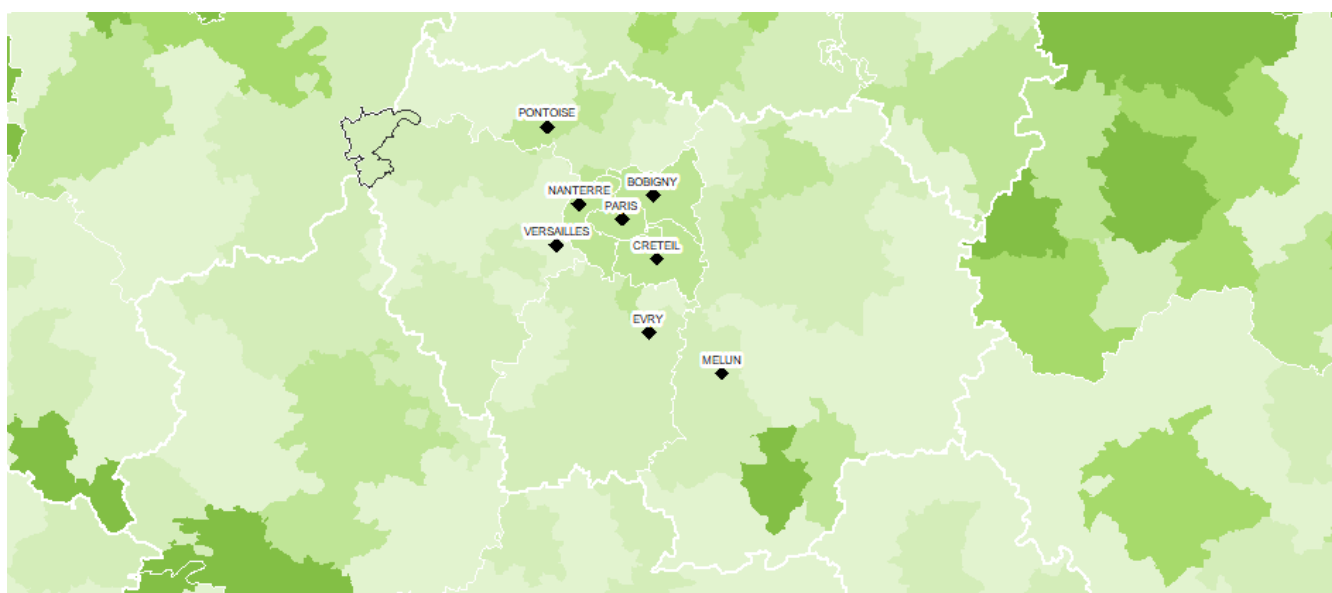 PONTOISE
BOBIGNY
NANTERRE
PARIS
VERSAILLES
CRETEIL
EVRY
MELUN